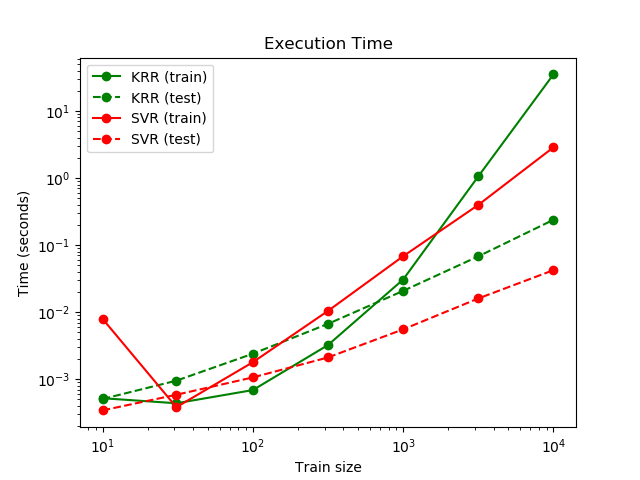 Execution Time
KRR (train)
KRR (test)
SVR (train)
SVR (test)
Time (seconds)
10¹
10⁰
10⁻¹
10⁻²
10⁻³
10¹ 10² 10³ 10⁴
Train size